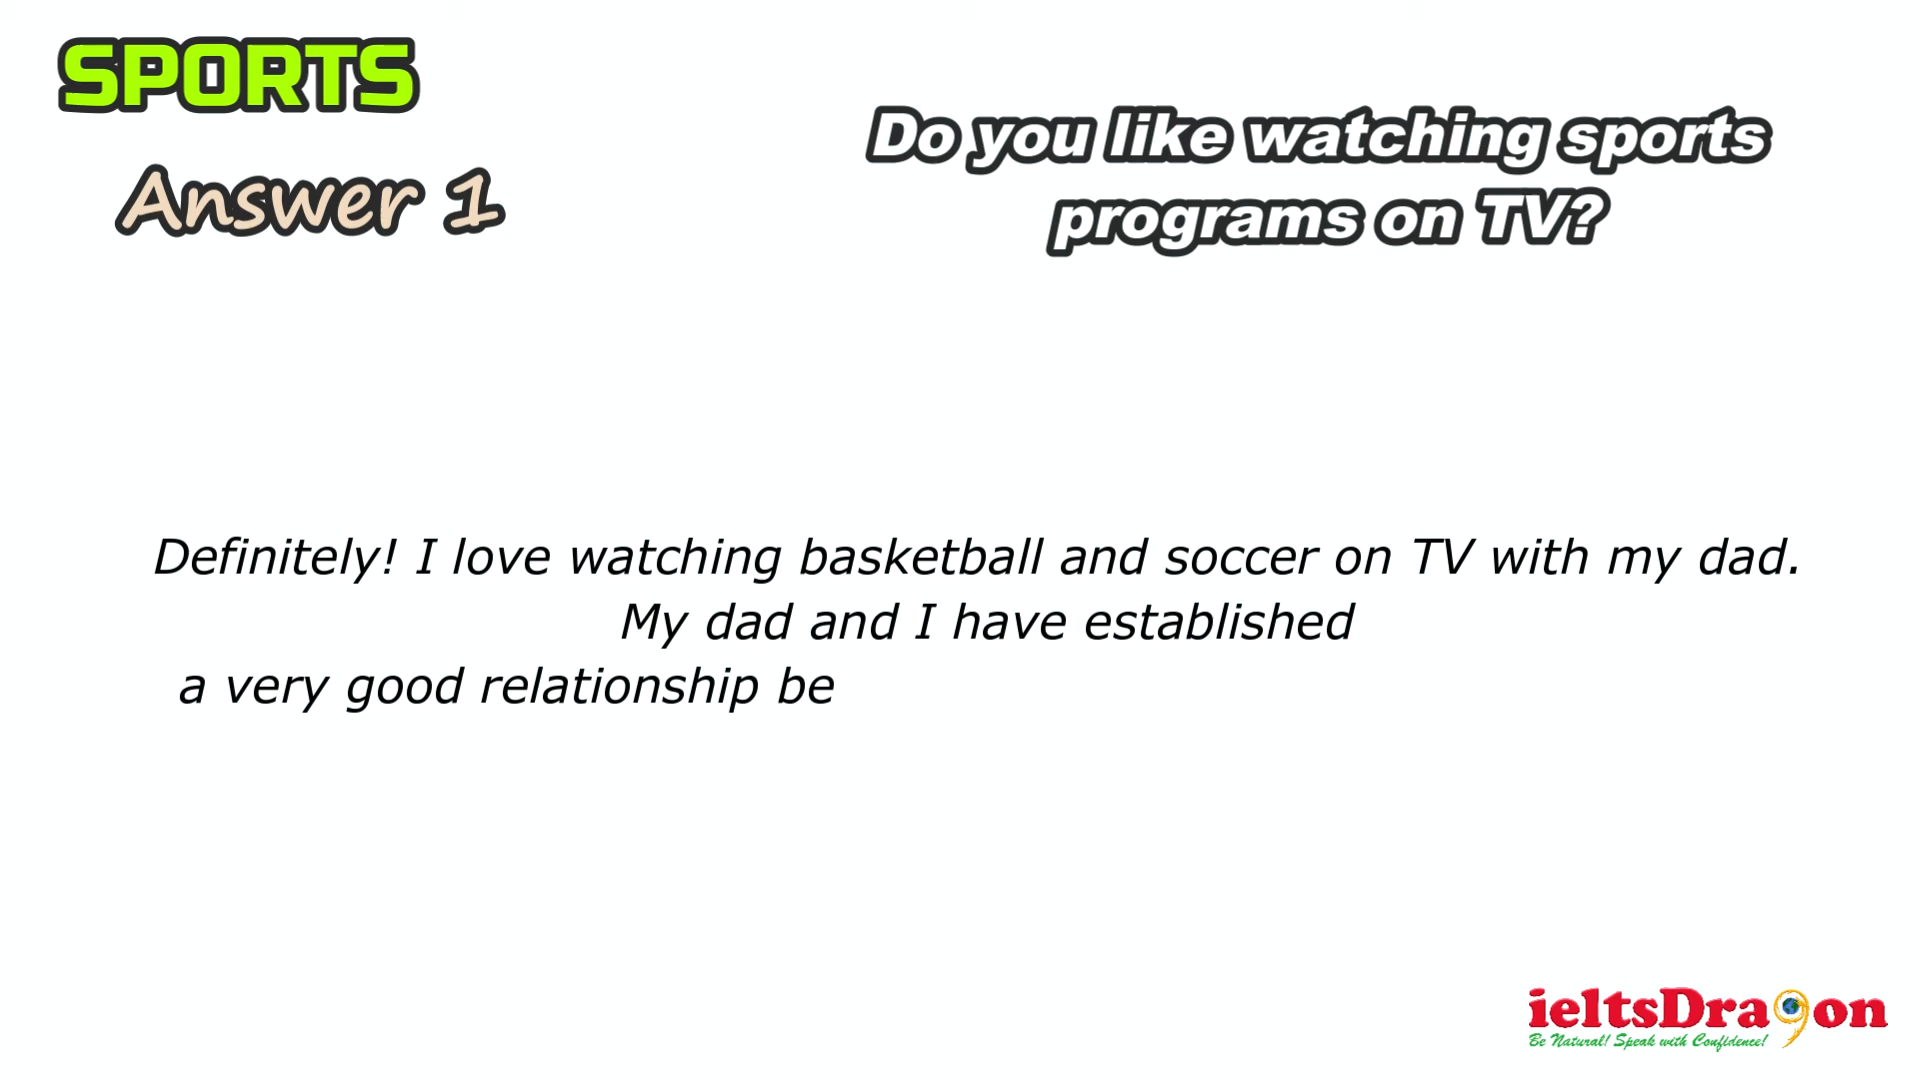 SPORTS
Answer 1
Do you like watching sports
programs on TV?
Definitely! I love watching basketball and soccer on TV with my dad.
My dad and I have established
a very good relationship be
ieltsDra9on
Be Natural! Speak with Confidence!